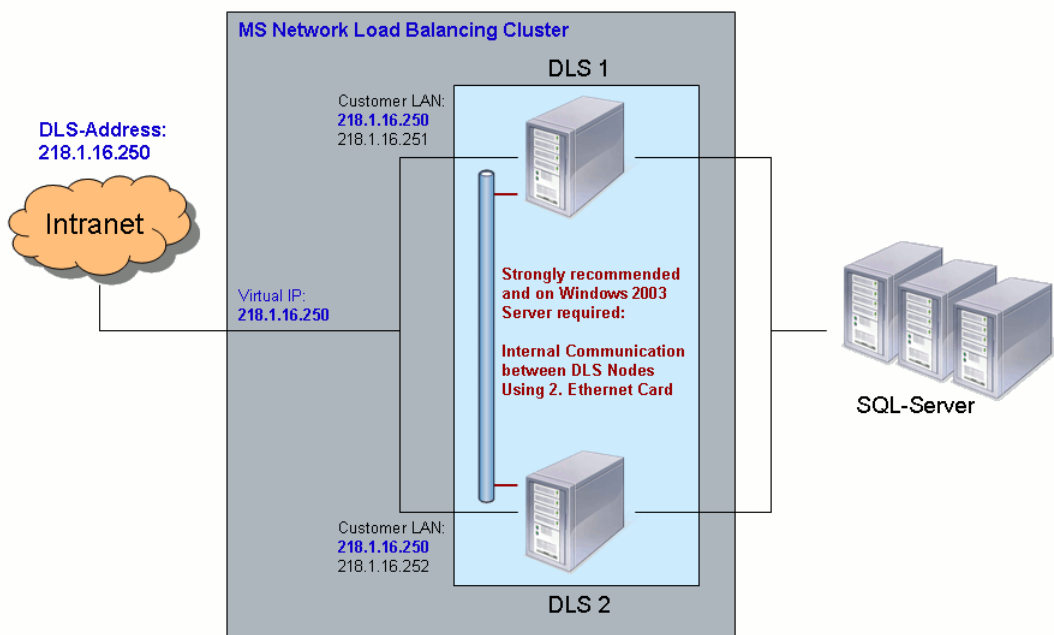 MS Network Load Balancing Cluster
DLS 1
Customer LAN:
218.1.16.250
218.1.16.251
DLS-Address:
218.1.16.250
Intranet
Virtual IP:
218.1.16.250
Strongly recommended
and on Windows 2003
Server required:
Internal Communication
between DLS Nodes
Using 2. Ethernet Card
SQL-Server
Customer LAN:
218.1.16.250
218.1.16.252
DLS 2